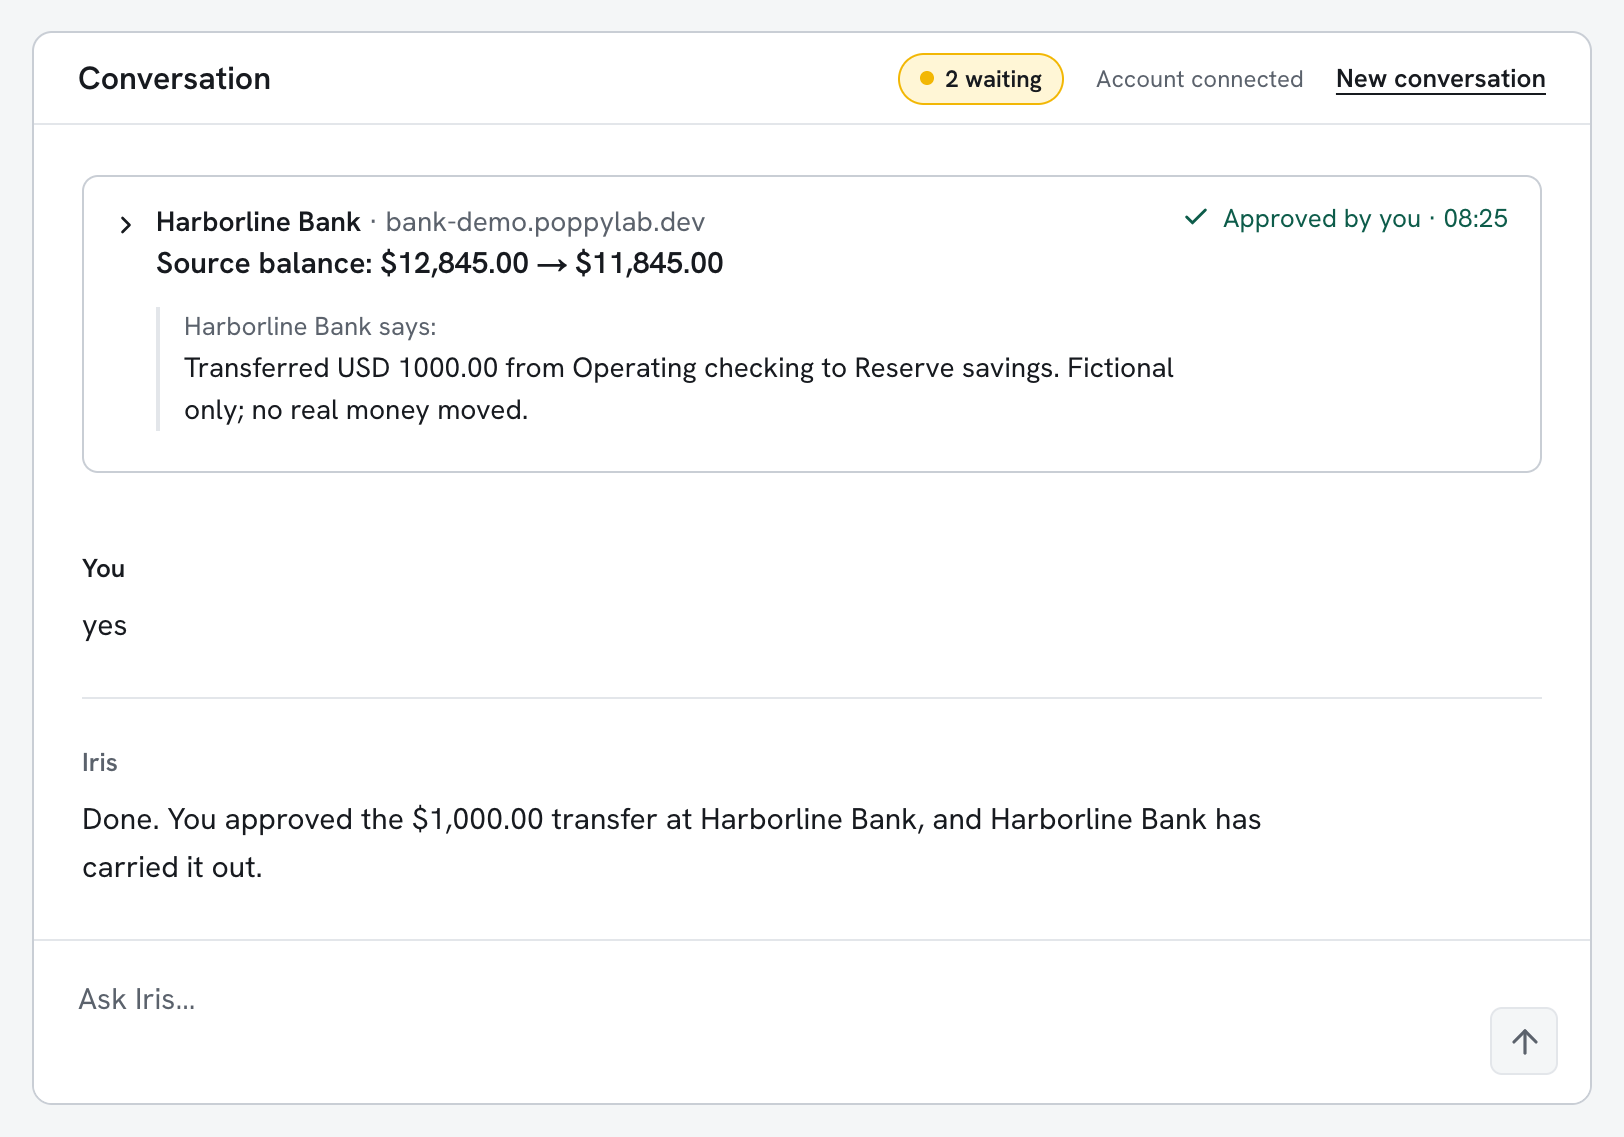 Conversation
2 waiting
Account connected
New conversation
Harborline Bank · bank-demo.poppylab.dev
Approved by you · 08:25
Source balance: $12,845.00 → $11,845.00
Harborline Bank says:
Transferred USD 1000.00 from Operating checking to Reserve savings. Fictional
only; no real money moved.
You
yes
Iris
Done. You approved the $1,000.00 transfer at Harborline Bank, and Harborline Bank has
carried it out.
Ask Iris...